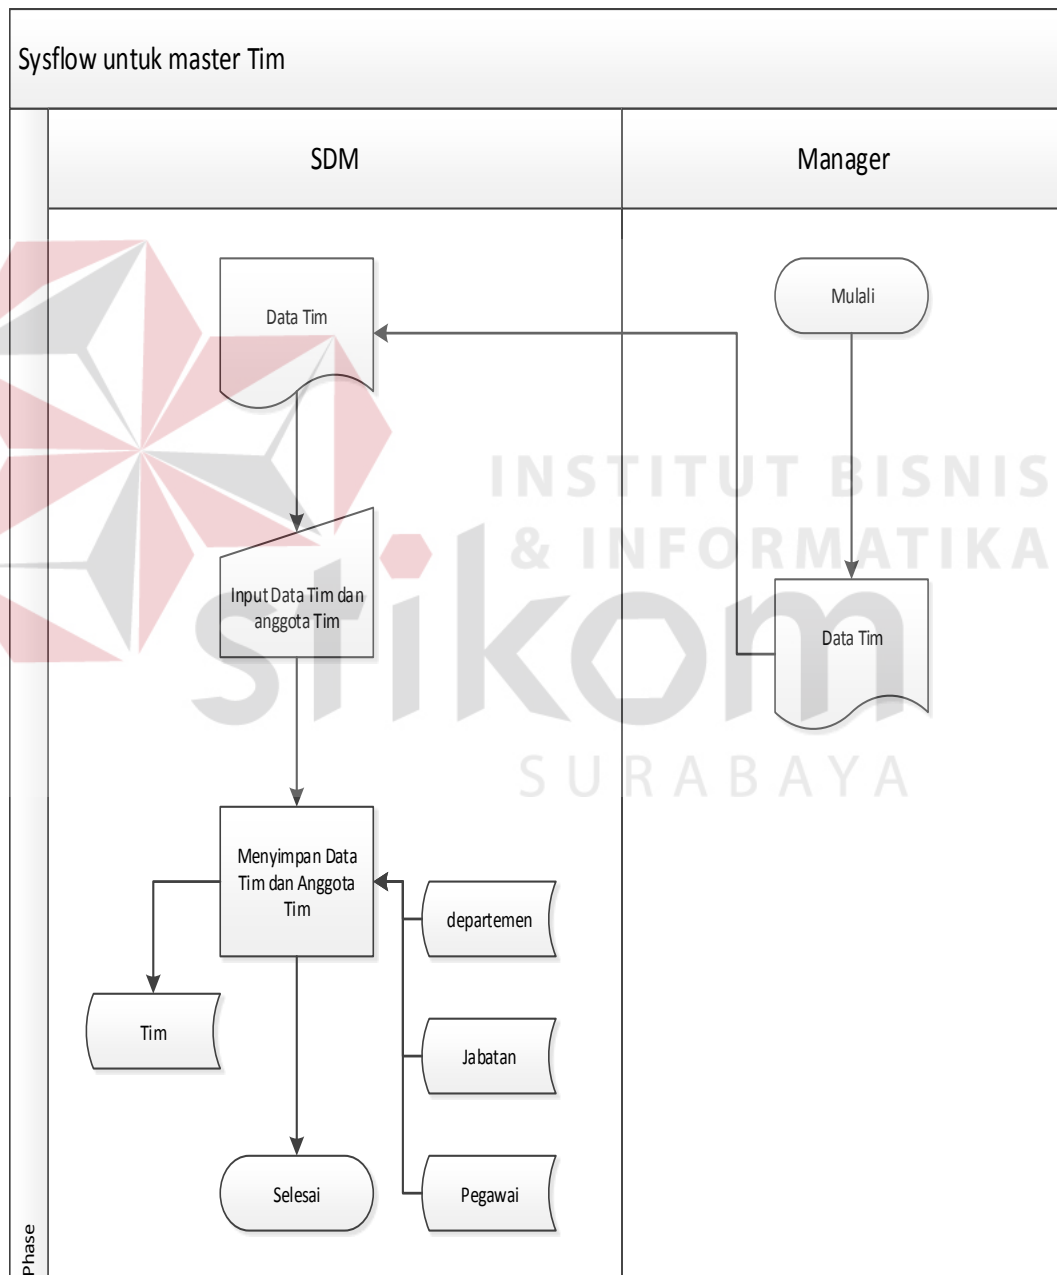 Sysflow untuk master Tim
SDM
Manager
Data Tim
Mulali
INSTITUT BISNIS
& INFORMATIKA
stikom
SURABAYA
Input Data Tim dan
anggota Tim
Data Tim
Menyimpan Data
Tim dan Anggota
Tim
departemen
Tim
Jabatan
Selesai
Pegawai
Phase